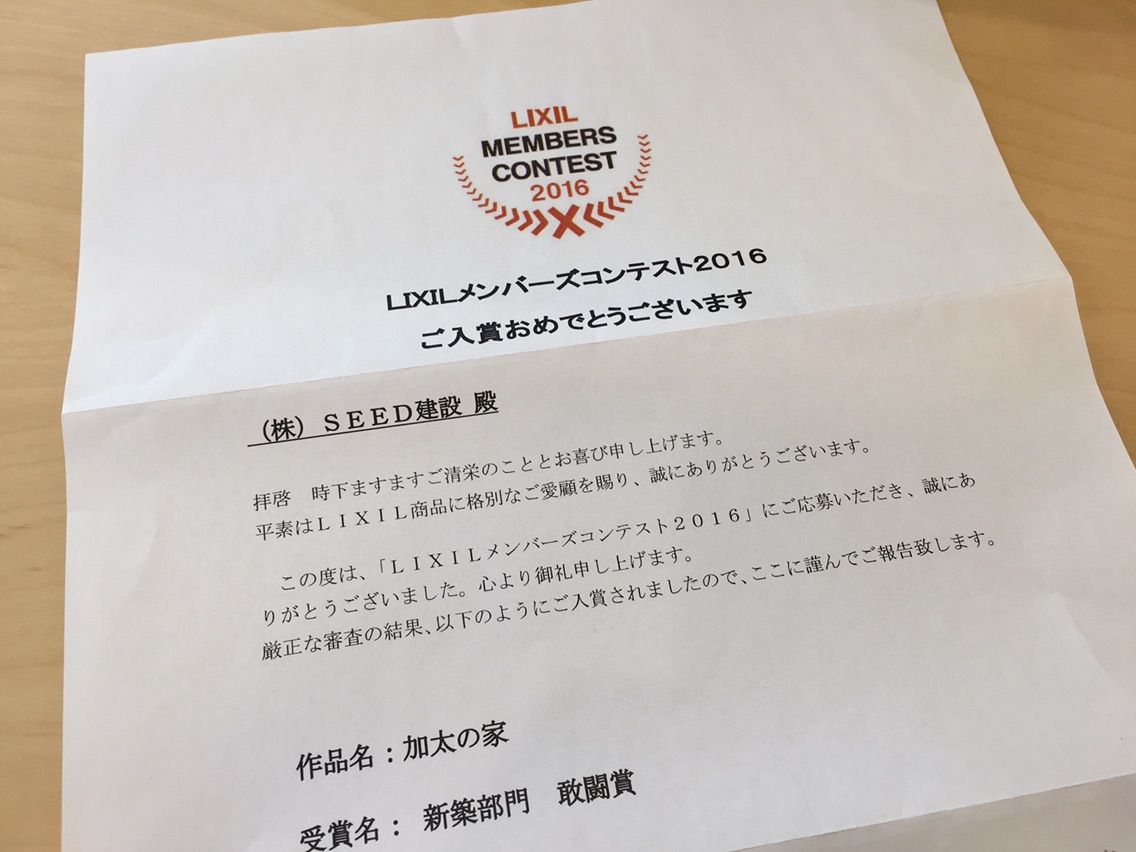 LIXIL
MEMBERS
CONTEST
2016
LIXILメンバーズコンテスト2016
ご入賞おめでとうございます
（株）ＳＥＥＤ建設 殿
拝啓　時下ますますご清栄のこととお喜び申し上げます。
平素はＬＩＸＩＬ商品に格別なご愛顧を賜り、誠にありがとうございます。
この度は、「ＬＩＸＩＬメンバーズコンテスト２０１６」にご応募いただき、誠にあ
りがとうございました。心より御礼申し上げます。
厳正な審査の結果、以下のようにご入賞されましたので、ここに謹んでご報告致します。
作品名：加太の家
受賞名： 新築部門　敢闘賞